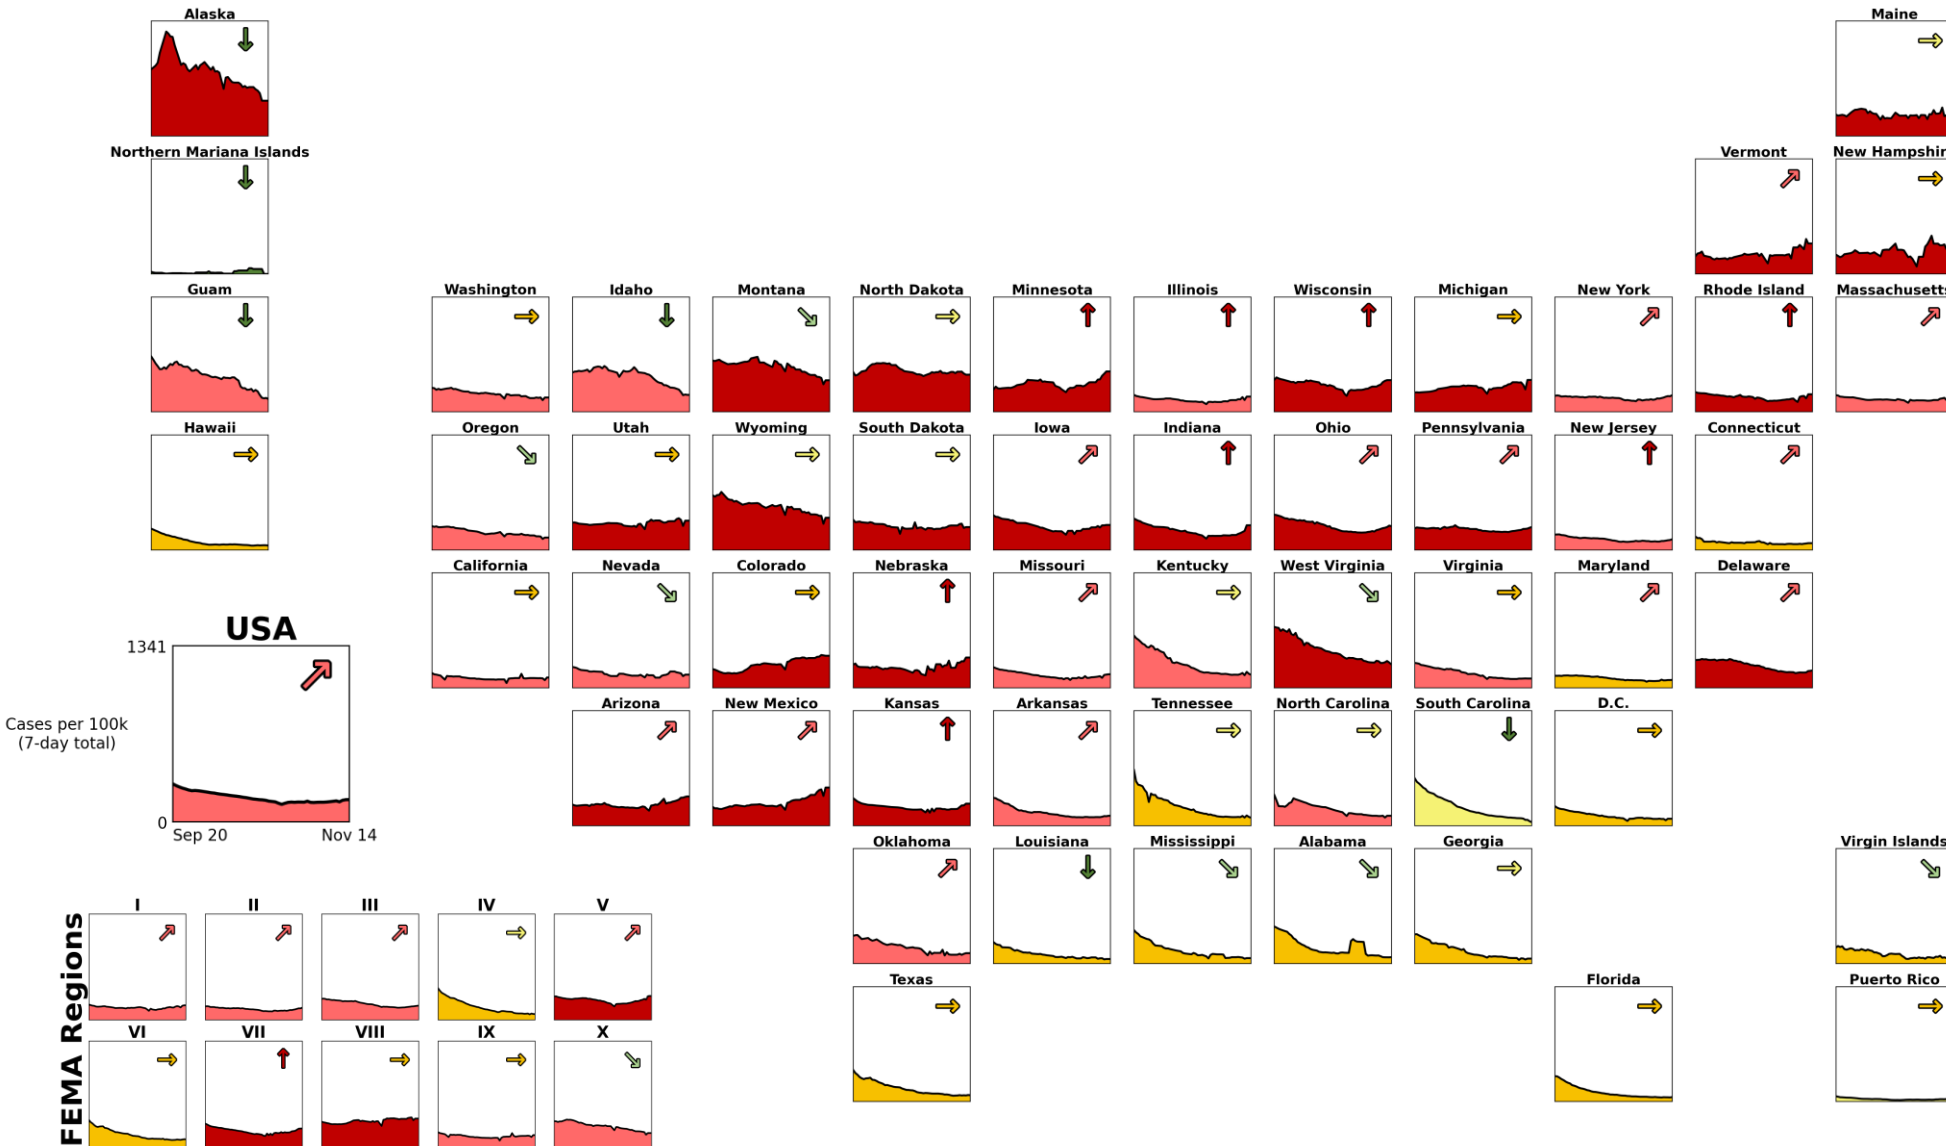 Alaska
Maine
Northern Mariana Islands
Vermont
New Hampshir
Guam
Washington
Idaho
Montana
North Dakota
Minnesota
Illinois
Wisconsin
Michigan
New York
Rhode Island
Massachusetts
Hawaii
Oregon
Utah
Wyoming
South Dakota
Iowa
Indiana
Ohio
Pennsylvania
New Jersey
Connecticut
California
Nevada
Colorado
Nebraska
Missouri
Kentucky
West Virginia
Virginia
Maryland
Delaware
USA
1341
Cases per 100k
(7-day total)
0
Sep 20
Nov 14
Arizona
New Mexico
Kansas
Arkansas
Tennessee
North Carolina
South Carolina
D.C.
Oklahoma
Louisiana
Mississippi
Alabama
Georgia
Virgin Islands
Texas
Florida
Puerto Rico
FEMA Regions
I
II
III
IV
V
VI
VII
VIII
IX
X